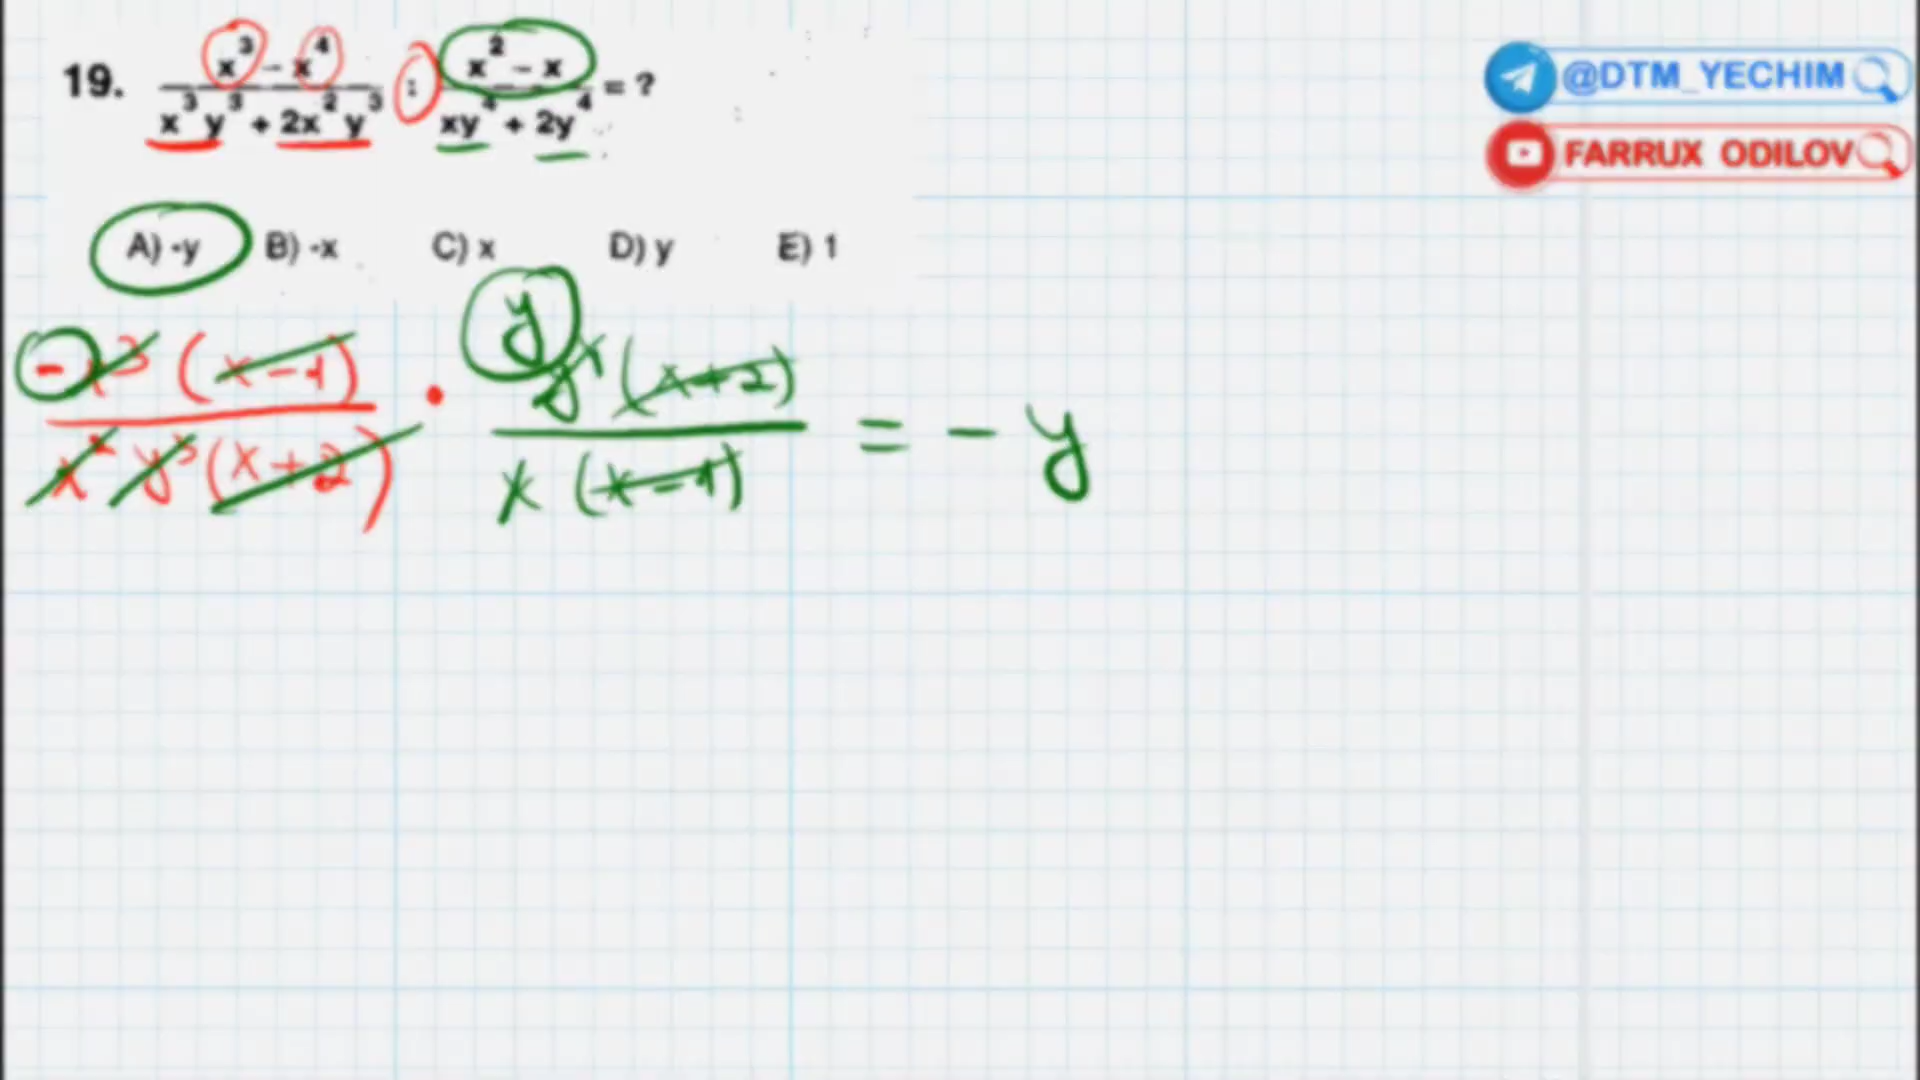 19. (x³ − x⁴)/(x³y³ + 2x²y³) : (x² − x)/(xy⁴ + 2y⁴) = ?
A) -y B) -x C) x D) y E) 1
(-x³(x-1))/(x²y³(x+2)) · (y y⁴(x+2))/(x(x-1)) = - y
@DTM_YECHIM
FARRUX ODILOV